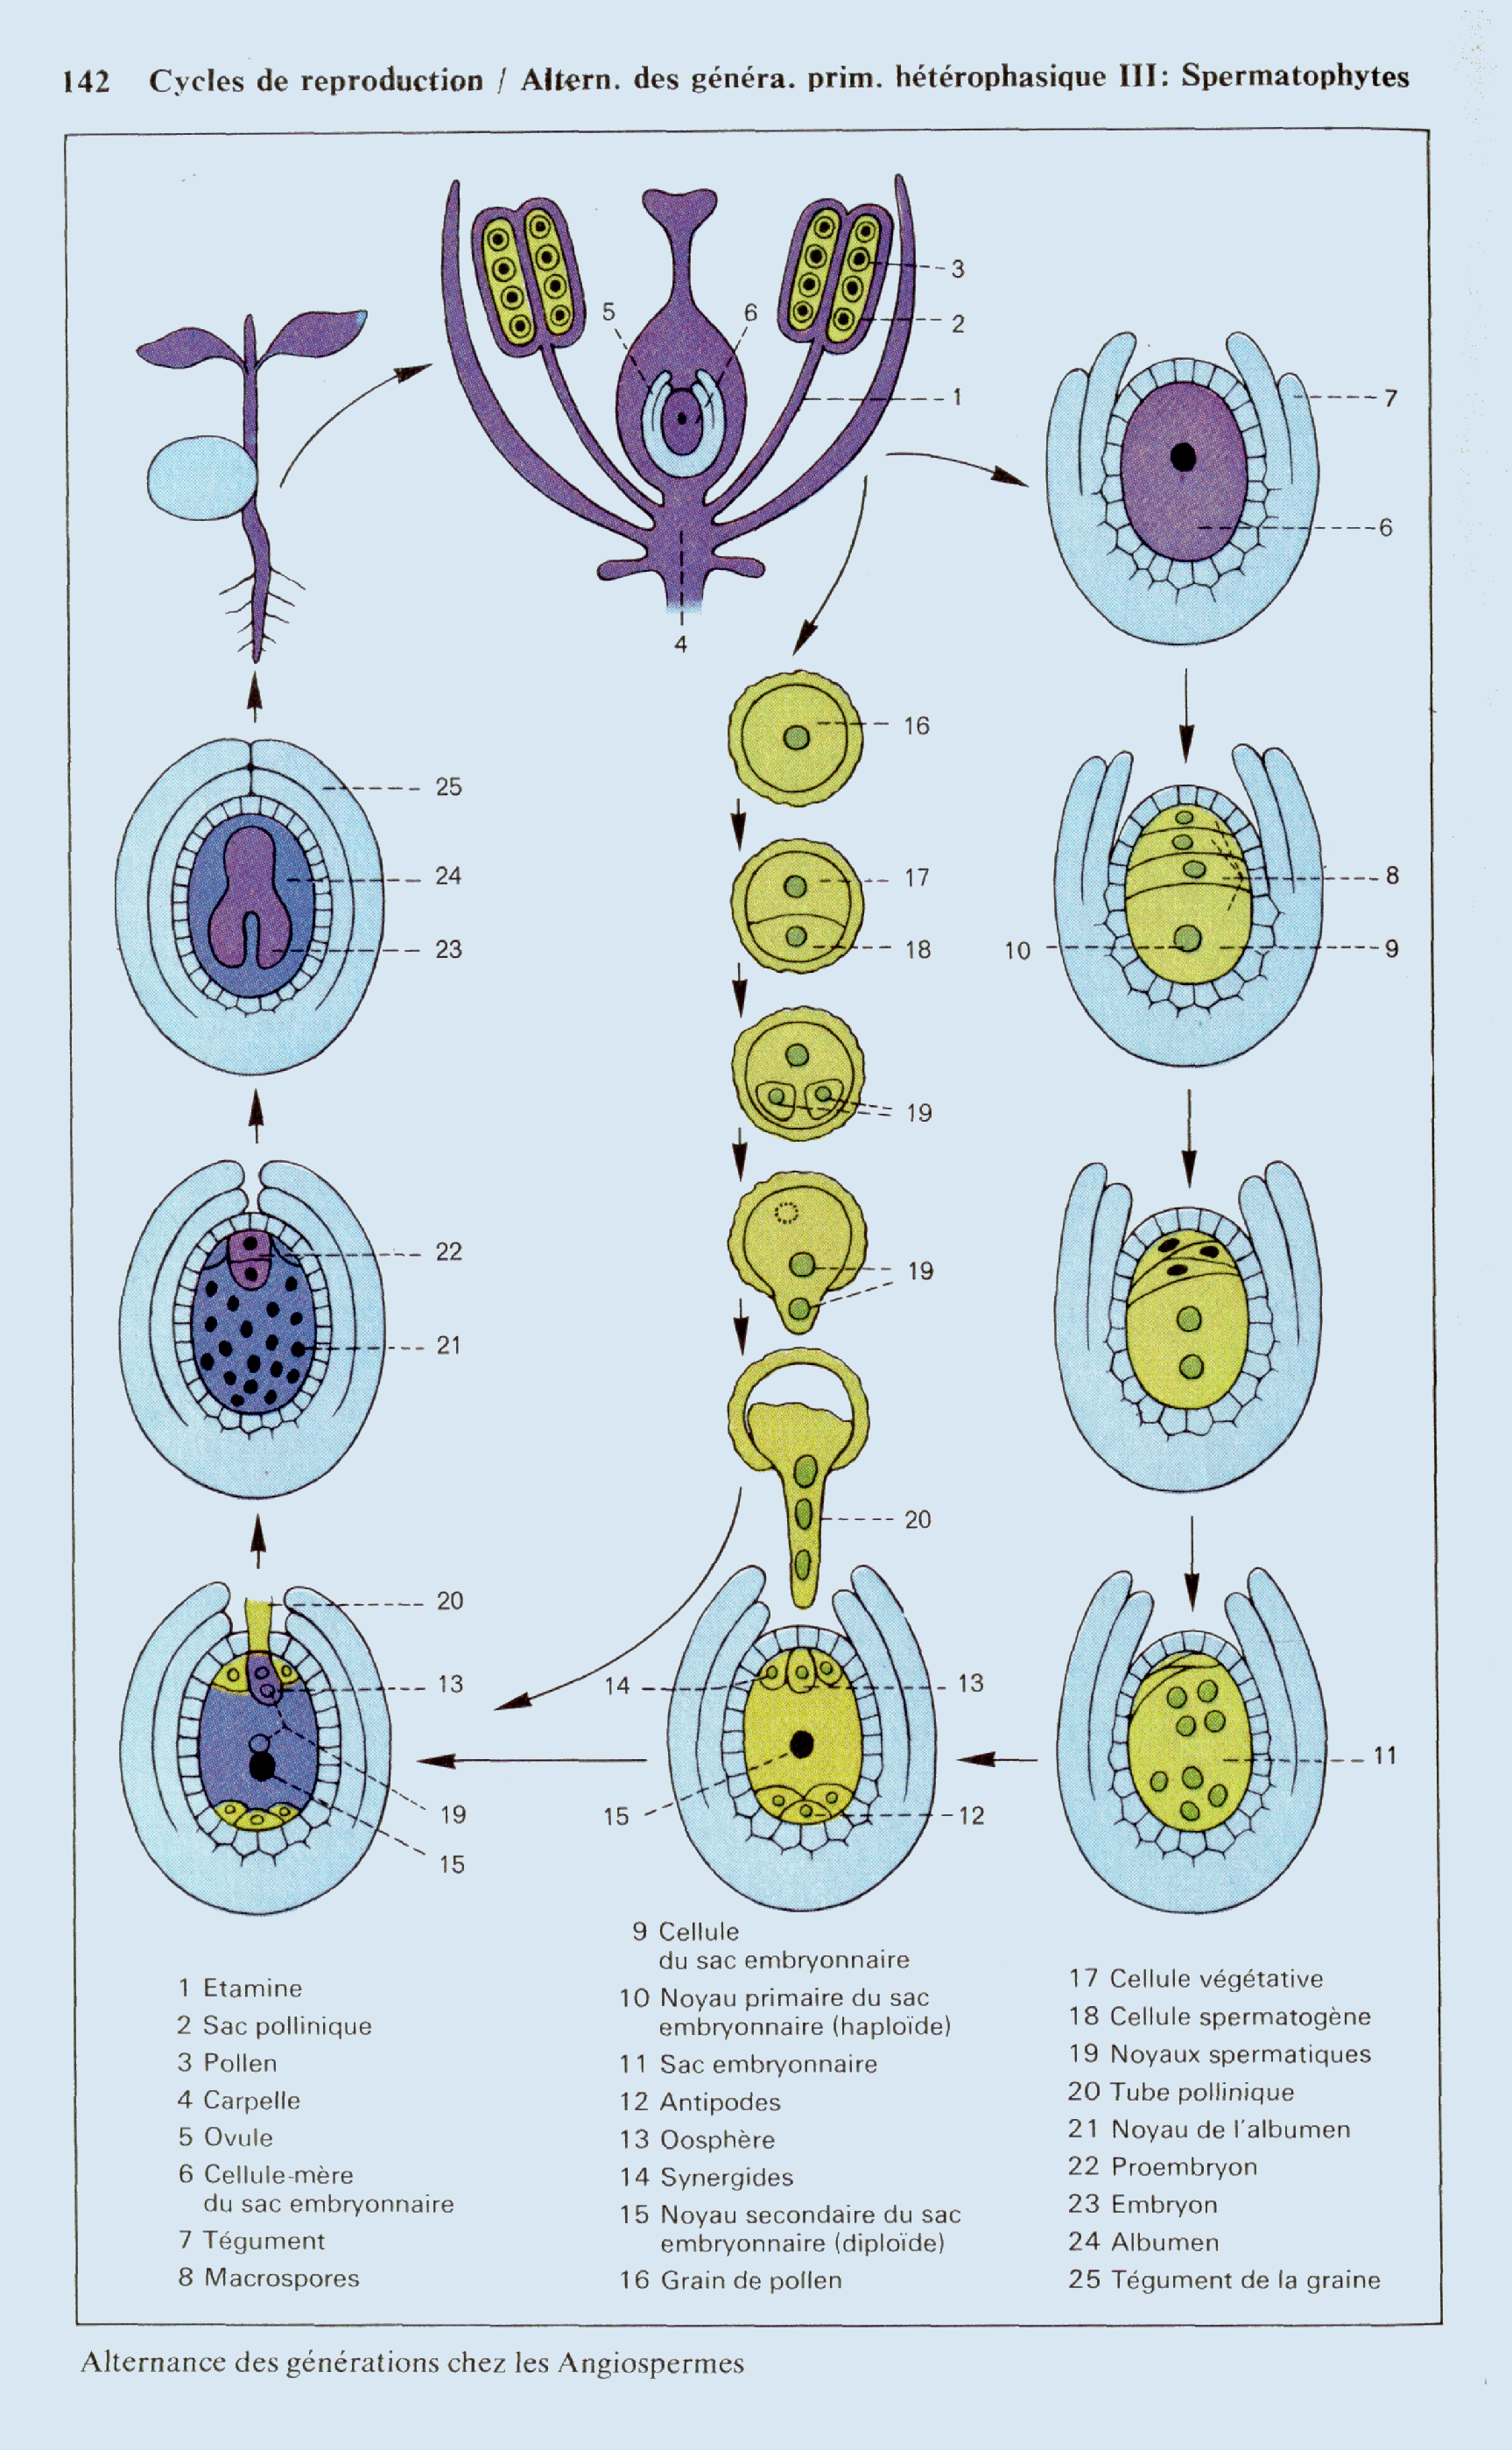 142 Cycles de reproduction / Altern. des généra. prim. hétérophasique III: Spermatophytes
3
5
6
2
1
7
6
4
16
25
8
24
17
23
18
10
9
19
22
19
21
20
20
14
13
13
11
19
15
12
15
1 Etamine
2 Sac pollinique
3 Pollen
4 Carpelle
5 Ovule
6 Cellule-mère
du sac embryonnaire
7 Tégument
8 Macrospores
9 Cellule
du sac embryonnaire
10 Noyau primaire du sac
embryonnaire (haploïde)
11 Sac embryonnaire
12 Antipodes
13 Oosphère
14 Synergides
15 Noyau secondaire du sac
embryonnaire (diploïde)
16 Grain de pollen
17 Cellule végétative
18 Cellule spermatogène
19 Noyaux spermatiques
20 Tube pollinique
21 Noyau de l'albumen
22 Proembryon
23 Embryon
24 Albumen
25 Tégument de la graine
Alternance des générations chez les Angiospermes